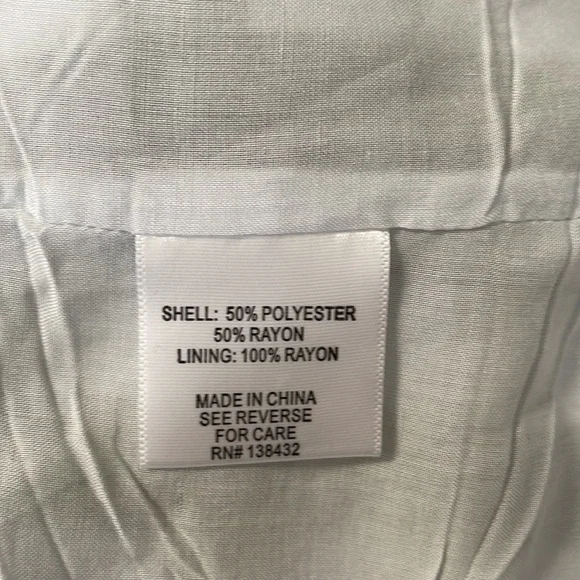 SHELL: 50% POLYESTER
50% RAYON
LINING: 100% RAYON
MADE IN CHINA
SEE REVERSE
FOR CARE
RN# 138432